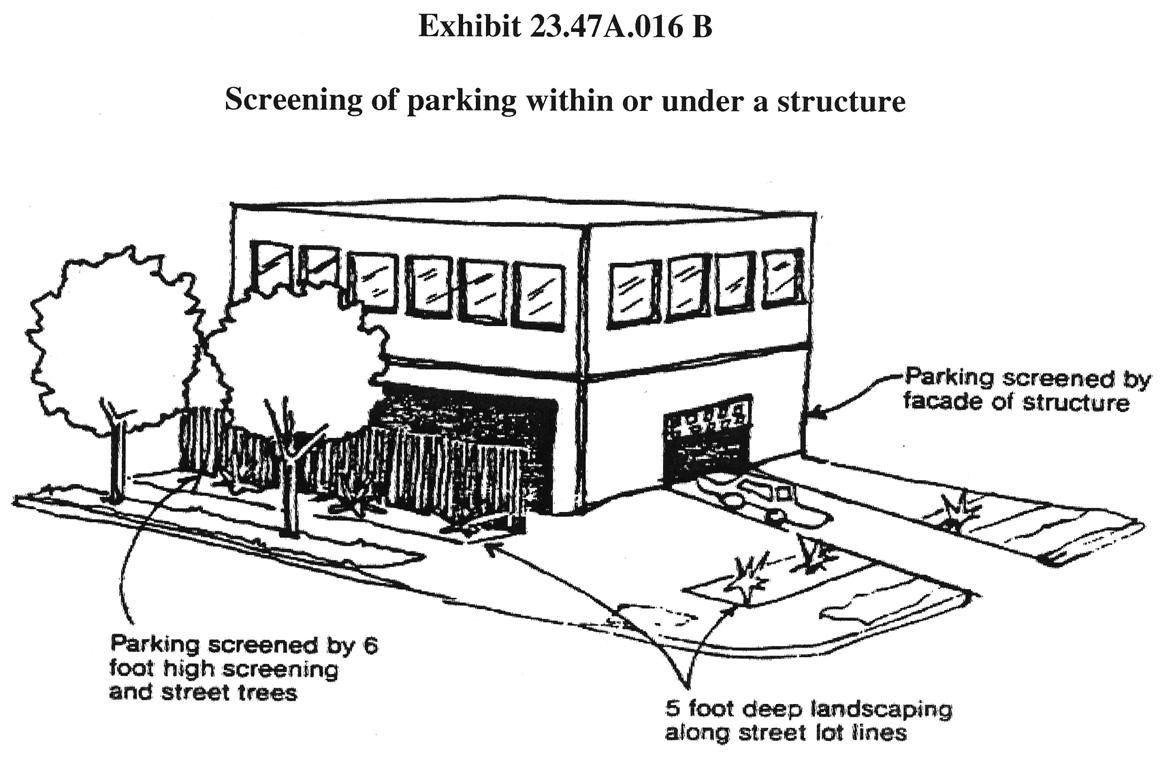 Exhibit 23.47A.016 B
Screening of parking within or under a structure
Parking screened by
facade of structure
Parking screened by 6
foot high screening
and street trees
5 foot deep landscaping
along street lot lines